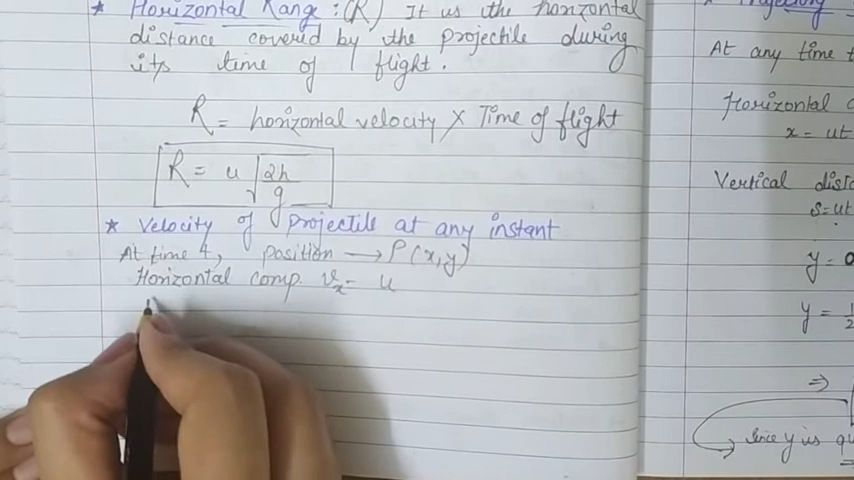 * Horizontal Range : (R) It is the horizontal
distance covered by the projectile during
its time of flight.
R = horizontal velocity × Time of flight
R = u √2h/g
* Velocity of projectile at any instant
At time t, position → P(x,y)
Horizontal comp. vx = u
At any time t
Horizontal
x = ut
Vertical
s = ut
y = 0
y = 1/2
⇒
Since y is